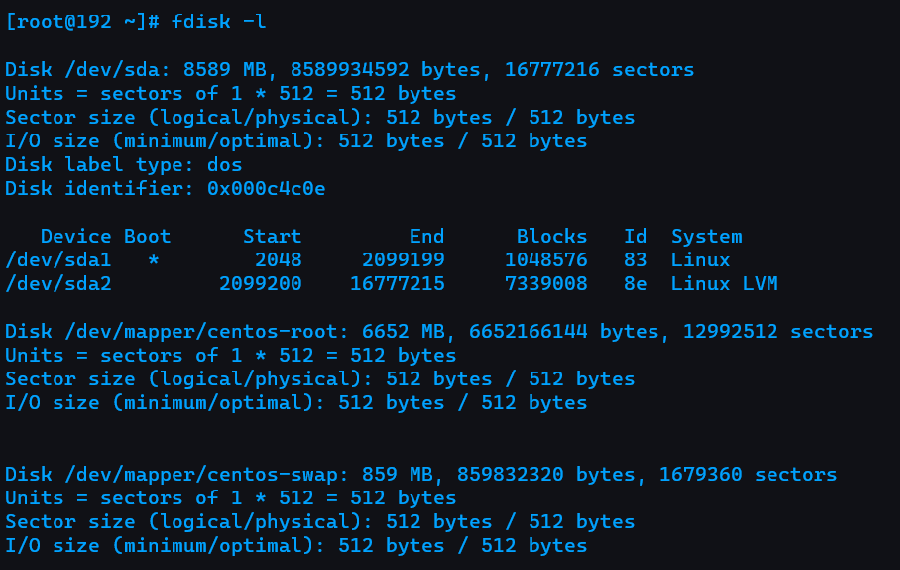 [root@192 ~]# fdisk -l
Disk /dev/sda: 8589 MB, 8589934592 bytes, 16777216 sectors
Units = sectors of 1 * 512 = 512 bytes
Sector size (logical/physical): 512 bytes / 512 bytes
I/O size (minimum/optimal): 512 bytes / 512 bytes
Disk label type: dos
Disk identifier: 0x000c4c0e
Device Boot Start End Blocks Id System
/dev/sda1 * 2048 2099199 1048576 83 Linux
/dev/sda2 2099200 16777215 7339008 8e Linux LVM
Disk /dev/mapper/centos-root: 6652 MB, 6652166144 bytes, 12992512 sectors
Units = sectors of 1 * 512 = 512 bytes
Sector size (logical/physical): 512 bytes / 512 bytes
I/O size (minimum/optimal): 512 bytes / 512 bytes
Disk /dev/mapper/centos-swap: 859 MB, 859832320 bytes, 1679360 sectors
Units = sectors of 1 * 512 = 512 bytes
Sector size (logical/physical): 512 bytes / 512 bytes
I/O size (minimum/optimal): 512 bytes / 512 bytes